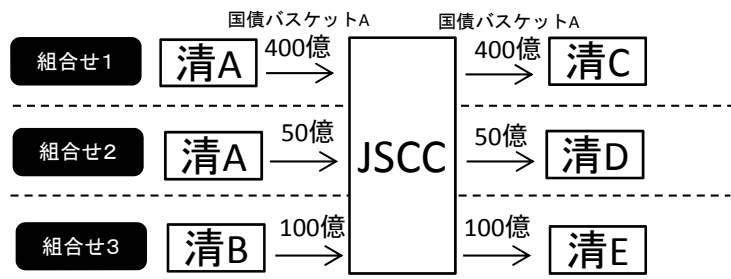 国債バスケットA 国債バスケットA
組合せ1 清A 400億 400億 清C
組合せ2 清A 50億 JSCC 50億 清D
組合せ3 清B 100億 100億 清E